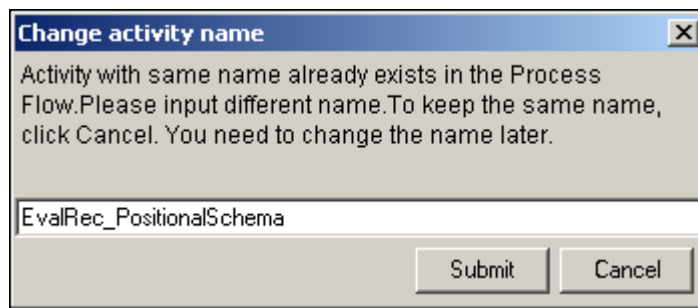 Change activity name
Activity with same name already exists in the Process
Flow.Please input different name.To keep the same name,
click Cancel. You need to change the name later.
EvalRec_PositionalSchema
Submit Cancel